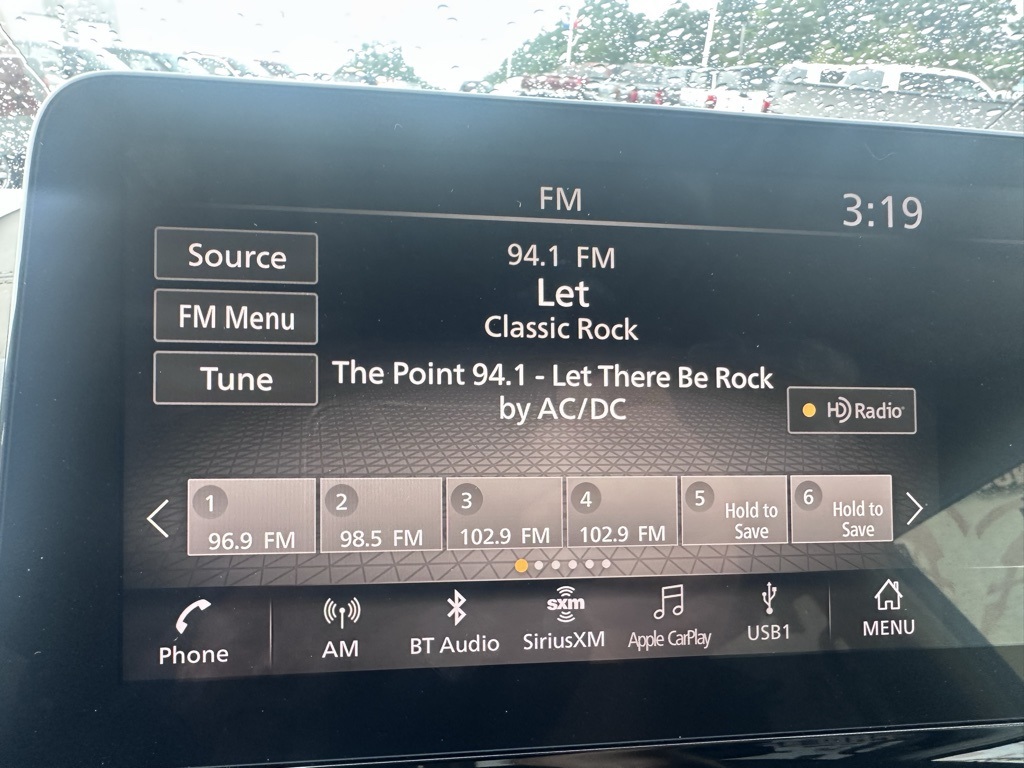 FM
3:19
Source
94.1 FM
Let
FM Menu
Classic Rock
Tune
The Point 94.1 - Let There Be Rock
by AC/DC
HD Radio
1
96.9 FM
2
98.5 FM
3
102.9 FM
4
102.9 FM
5
Hold to
Save
6
Hold to
Save
Phone
AM
BT Audio
sxm
SiriusXM
Apple CarPlay
USB1
MENU